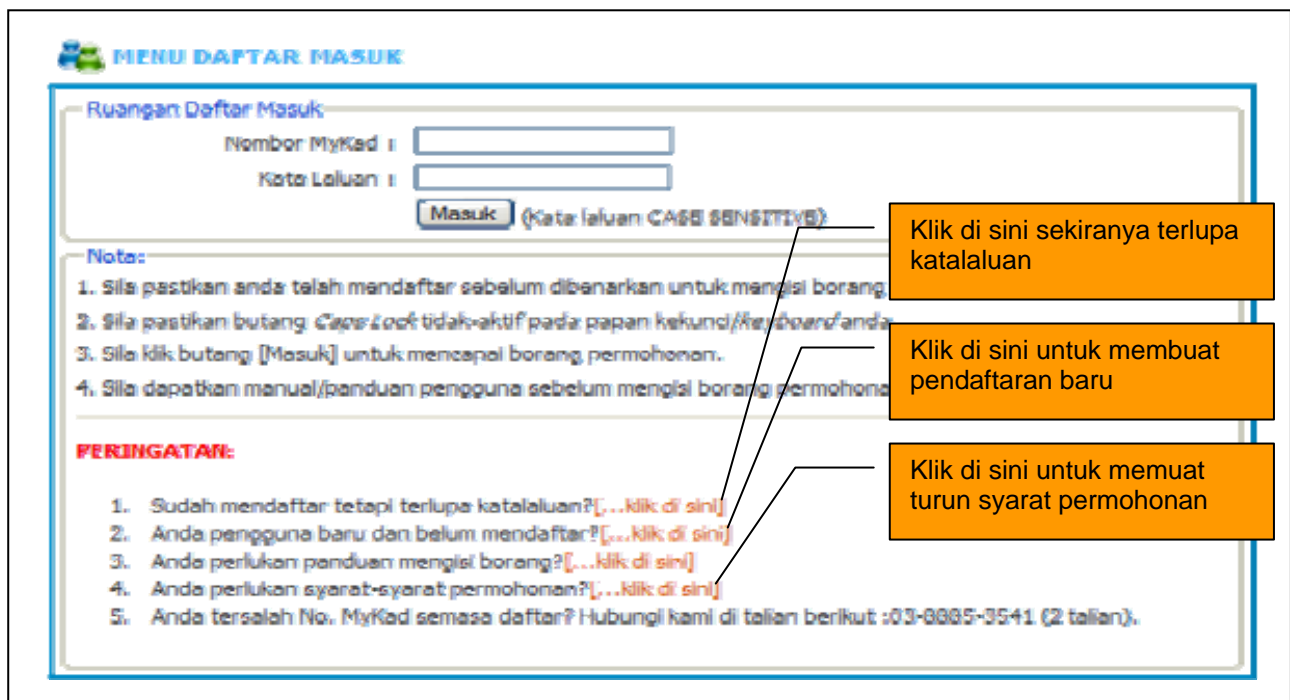 MENU DAFTAR MASUK
Ruangan Daftar Masuk
Nombor MyKad :
Kata Laluan :
Masuk (Kata laluan CASE SENSITIVE)
Klik di sini sekiranya terlupa
katalaluan
Nota:
1. Sila pastikan anda telah mendaftar sebelum dibenarkan untuk mengisi borang
2. Sila pastikan butang Caps Lock tidak-aktif pada papan kekunci/keyboard anda
3. Sila klik butang [Masuk] untuk mencapai borang permohonan.
4. Sila dapatkan manual/panduan pengguna sebelum mengisi borang permohona
Klik di sini untuk membuat
pendaftaran baru
PERINGATAN:
Klik di sini untuk memuat
turun syarat permohonan
1. Sudah mendaftar tetapi terlupa katalaluan?[...klik di sini]
2. Anda pengguna baru dan belum mendaftar?[...klik di sini]
3. Anda perlukan panduan mengisi borang?[...klik di sini]
4. Anda perlukan syarat-syarat permohonan?[...klik di sini]
5. Anda tersalah No. MyKad semasa daftar? Hubungi kami di talian berikut :03-8885-3541 (2 talian).